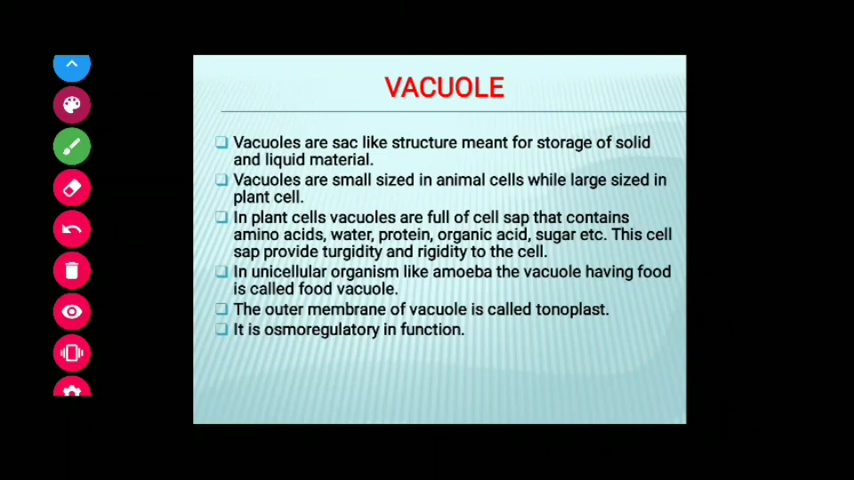 VACUOLE
Vacuoles are sac like structure meant for storage of solid
and liquid material.
Vacuoles are small sized in animal cells while large sized in
plant cell.
In plant cells vacuoles are full of cell sap that contains
amino acids, water, protein, organic acid, sugar etc. This cell
sap provide turgidity and rigidity to the cell.
In unicellular organism like amoeba the vacuole having food
is called food vacuole.
The outer membrane of vacuole is called tonoplast.
It is osmoregulatory in function.